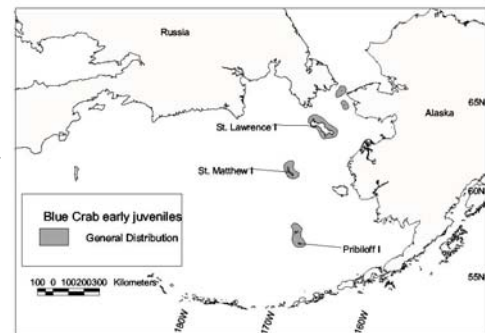 Russia
65N
Alaska
St. Lawrence I
St. Matthew I
60N
Blue Crab early juveniles
General Distribution
Pribiloff I
55N
100 0 100200300 Kilometers
180W
170W
160W